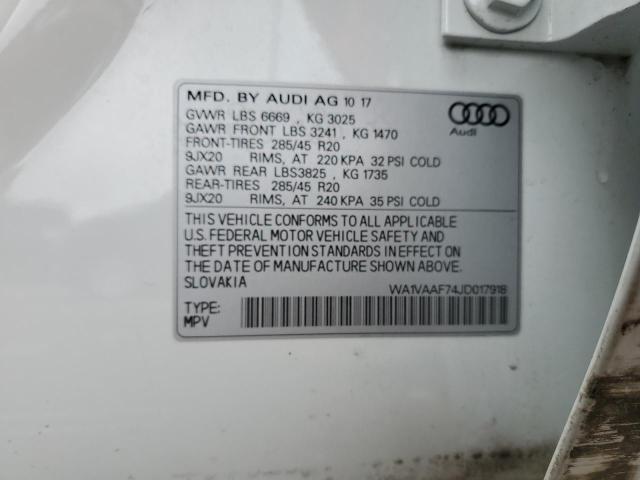 MFD. BY AUDI AG 10 17
GVWR LBS 6669 , KG 3025
GAWR FRONT LBS 3241 , KG 1470
FRONT-TIRES 285/45 R20
9JX20 RIMS, AT 220 KPA 32 PSI COLD
GAWR REAR LBS3825 , KG 1735
REAR-TIRES 285/45 R20
9JX20 RIMS, AT 240 KPA 35 PSI COLD
Audi
THIS VEHICLE CONFORMS TO ALL APPLICABLE
U.S. FEDERAL MOTOR VEHICLE SAFETY AND
THEFT PREVENTION STANDARDS IN EFFECT ON
THE DATE OF MANUFACTURE SHOWN ABOVE.
SLOVAKIA
WA1VAAF74JD017918
TYPE:
MPV